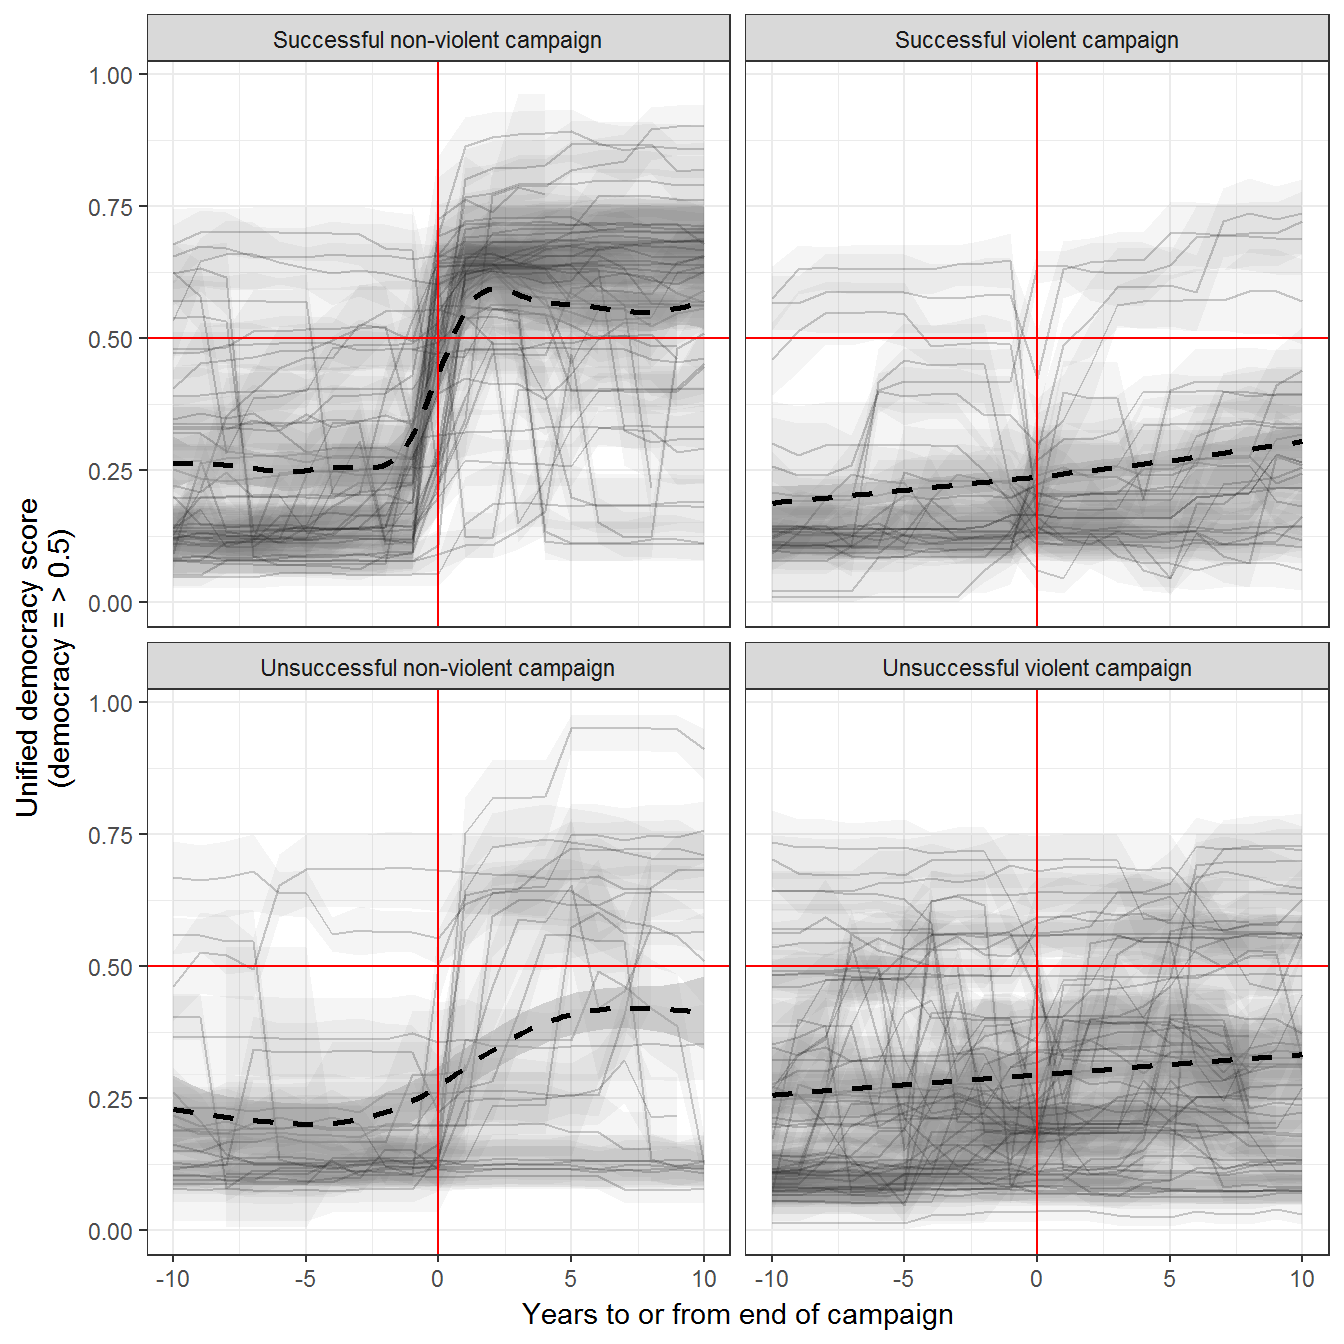 Successful non-violent campaign
Successful violent campaign
1.00
0.75
0.50
0.25
0.00
Unsuccessful non-violent campaign
Unsuccessful violent campaign
1.00
0.75
0.50
0.25
0.00
Unified democracy score
(democracy = > 0.5)
-10 -5 0 5 10
-10 -5 0 5 10
Years to or from end of campaign